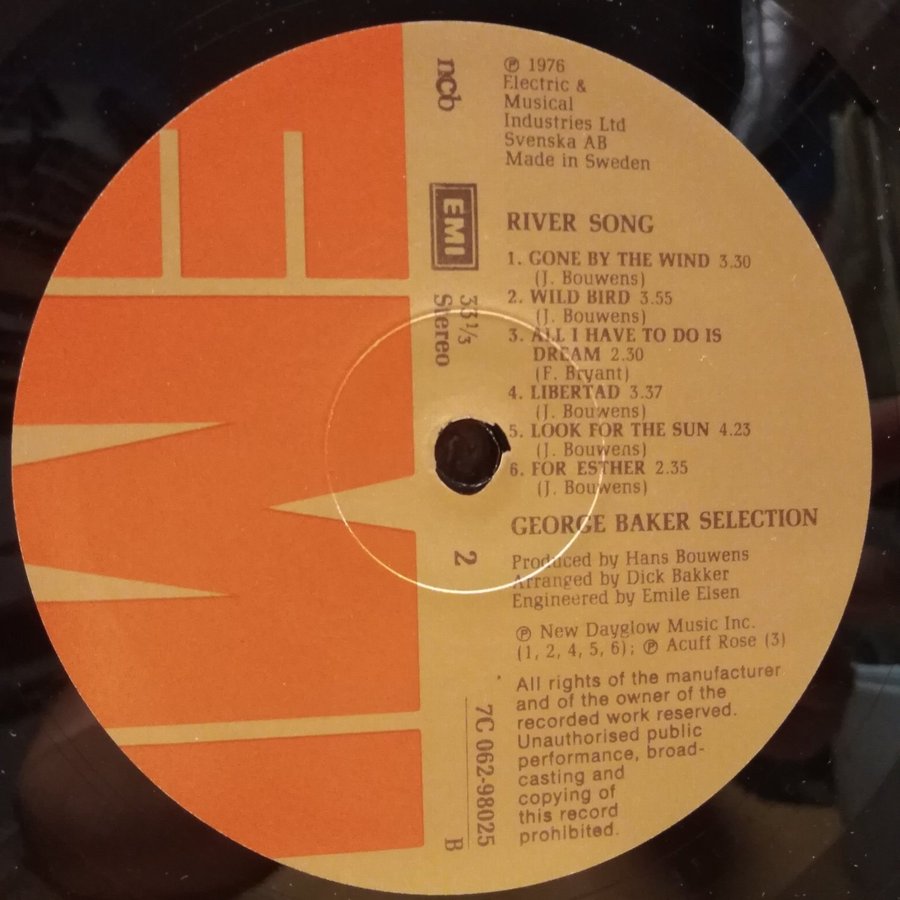 EMI
ncb
EMI
33⅓
Stereo
2
7C 062-98025
B
℗ 1976
Electric &
Musical
Industries Ltd
Svenska AB
Made in Sweden
RIVER SONG
1. GONE BY THE WIND 3.30
(J. Bouwens)
2. WILD BIRD 3.55
(J. Bouwens)
3. ALL I HAVE TO DO IS
DREAM 2.30
(F. Bryant)
4. LIBERTAD 3.37
(J. Bouwens)
5. LOOK FOR THE SUN 4.23
(J. Bouwens)
6. FOR ESTHER 2.35
(J. Bouwens)
GEORGE BAKER SELECTION
Produced by Hans Bouwens
Arranged by Dick Bakker
Engineered by Emile Elsen
℗ New Dayglow Music Inc.
(1, 2, 4, 5, 6); ℗ Acuff Rose (3)
All rights of the manufacturer
and of the owner of the
recorded work reserved.
Unauthorised public
performance, broad-
casting and
copying of
this record
prohibited.